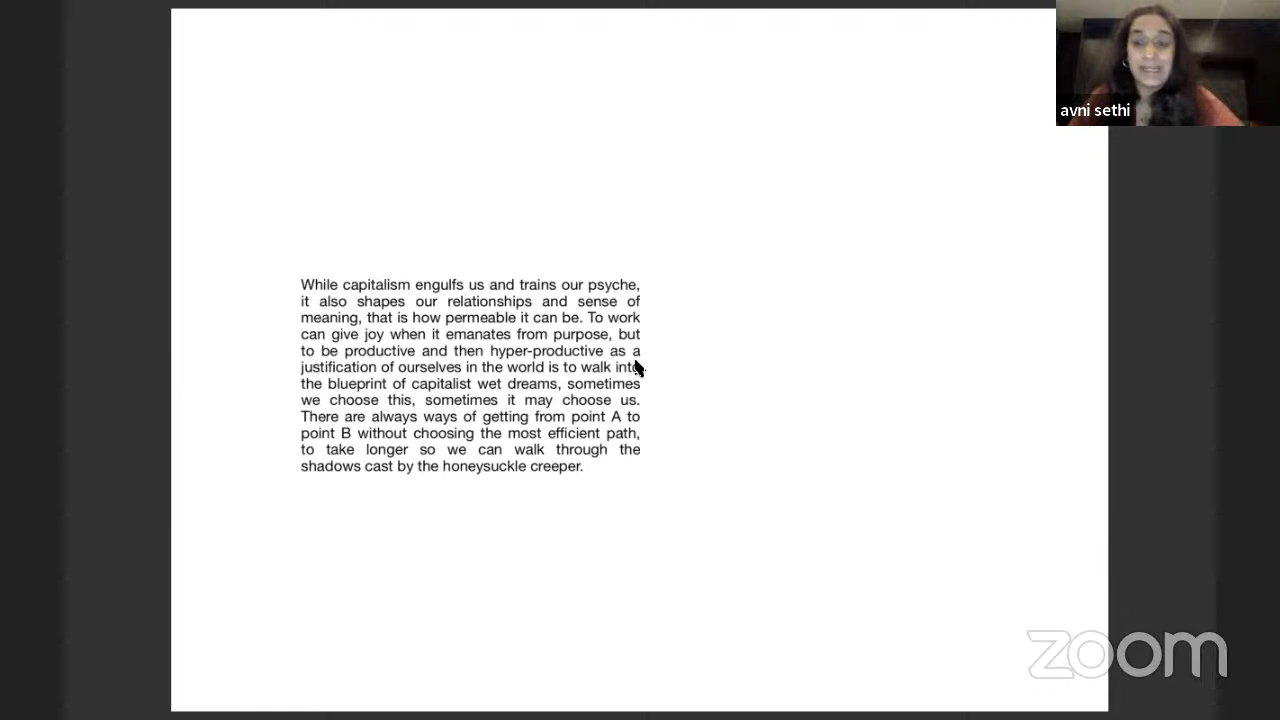 avni sethi
While capitalism engulfs us and trains our psyche,
it also shapes our relationships and sense of
meaning, that is how permeable it can be. To work
can give joy when it emanates from purpose, but
to be productive and then hyper-productive as a
justification of ourselves in the world is to walk into
the blueprint of capitalist wet dreams, sometimes
we choose this, sometimes it may choose us.
There are always ways of getting from point A to
point B without choosing the most efficient path,
to take longer so we can walk through the
shadows cast by the honeysuckle creeper.
zoom